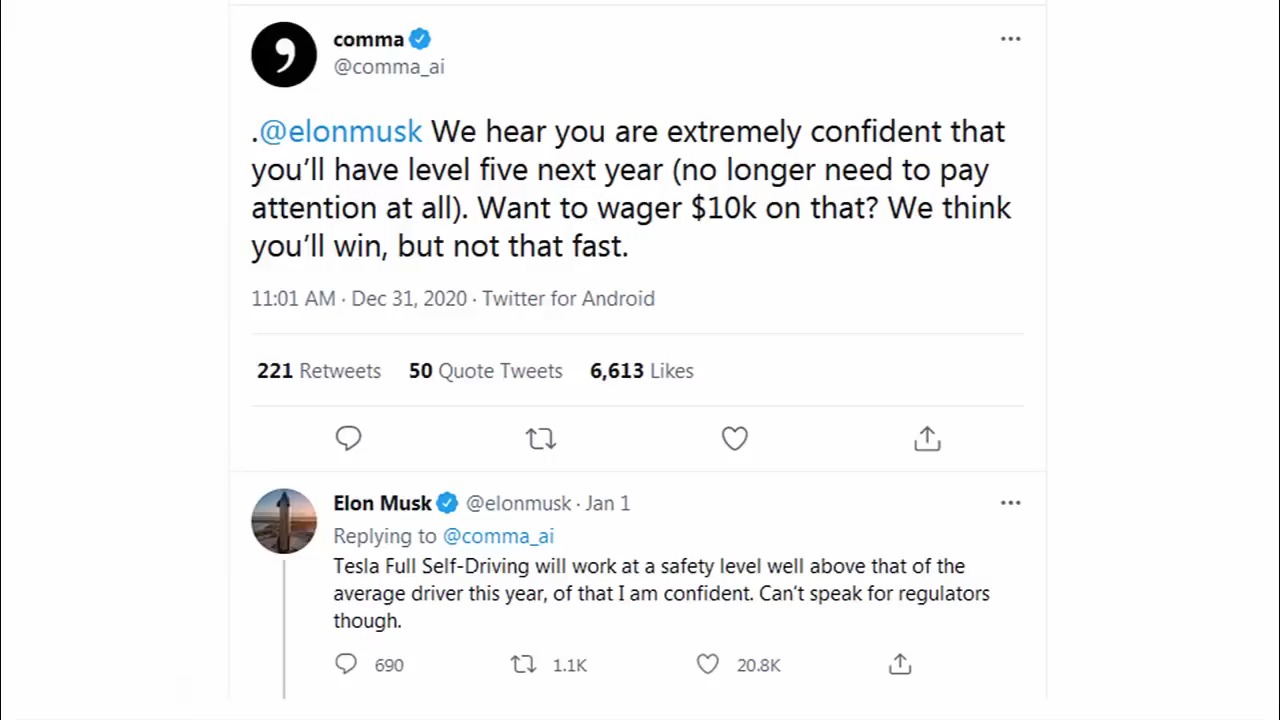 comma
@comma_ai
.@elonmusk We hear you are extremely confident that
you’ll have level five next year (no longer need to pay
attention at all). Want to wager $10k on that? We think
you’ll win, but not that fast.
11:01 AM · Dec 31, 2020 · Twitter for Android
221 Retweets 50 Quote Tweets 6,613 Likes
Elon Musk @elonmusk · Jan 1
Replying to @comma_ai
Tesla Full Self-Driving will work at a safety level well above that of the
average driver this year, of that I am confident. Can’t speak for regulators
though.
690 1.1K 20.8K